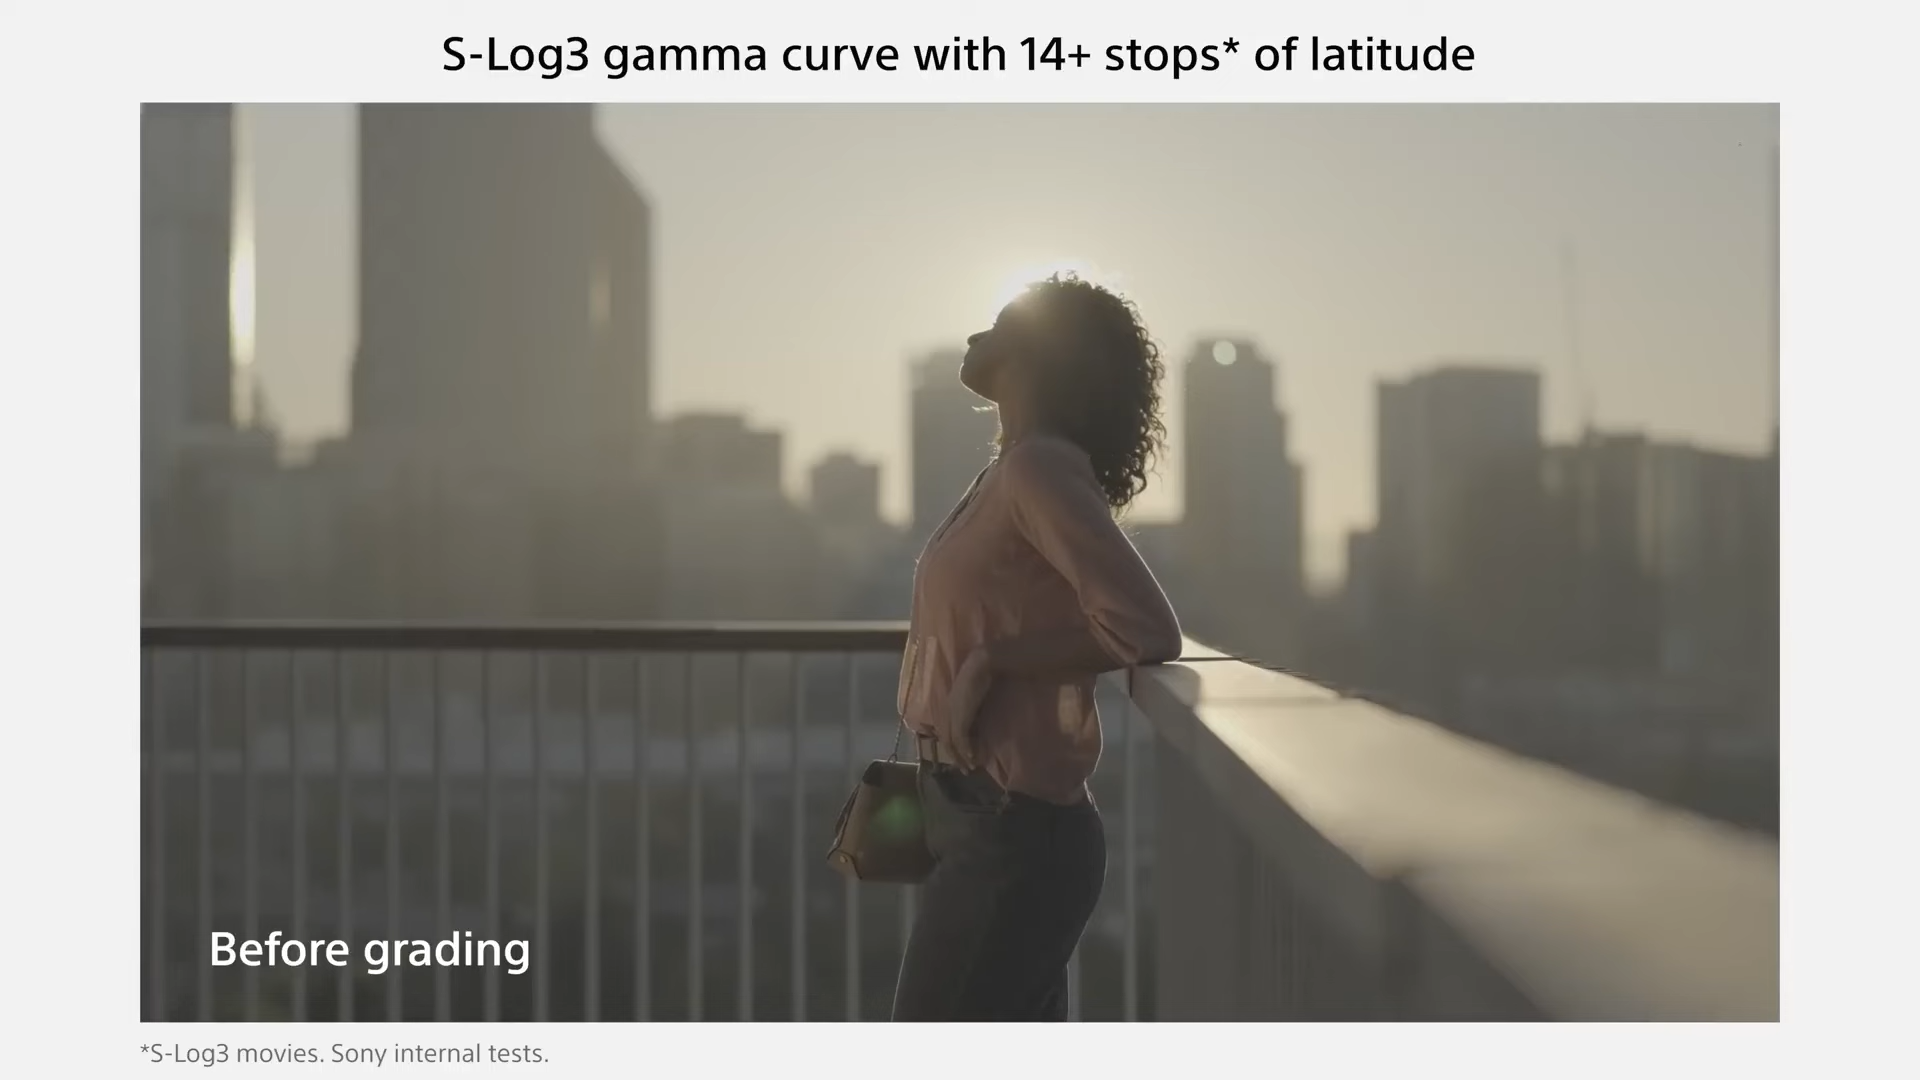 S-Log3 gamma curve with 14+ stops* of latitude
Before grading
*S-Log3 movies. Sony internal tests.